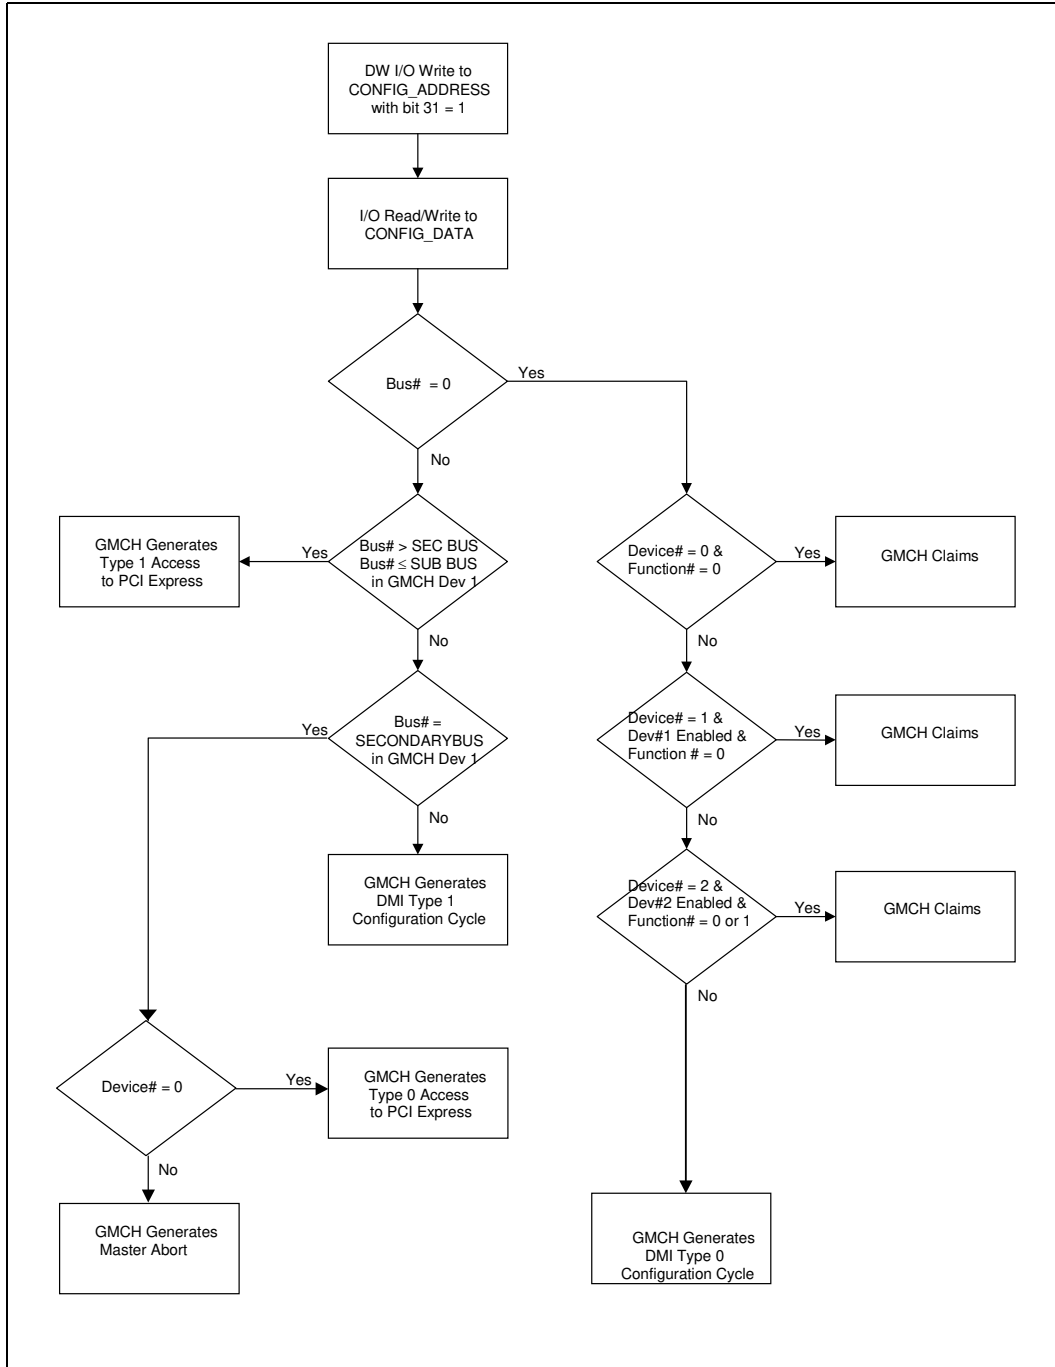 DW I/O Write to
CONFIG_ADDRESS
with bit 31 = 1
I/O Read/Write to
CONFIG_DATA
Bus# = 0
Yes
No
GMCH Generates
Type 1 Access
to PCI Express
Yes
Bus# > SEC BUS
Bus# ≤ SUB BUS
in GMCH Dev 1
Device# = 0 &
Function# = 0
Yes
GMCH Claims
No
No
Yes
Bus# =
SECONDARYBUS
in GMCH Dev 1
Device# = 1 &
Dev#1 Enabled &
Function # = 0
Yes
GMCH Claims
No
No
GMCH Generates
DMI Type 1
Configuration Cycle
Device# = 2 &
Dev#2 Enabled &
Function# = 0 or 1
Yes
GMCH Claims
No
Device# = 0
Yes
GMCH Generates
Type 0 Access
to PCI Express
No
GMCH Generates
Master Abort
GMCH Generates
DMI Type 0
Configuration Cycle